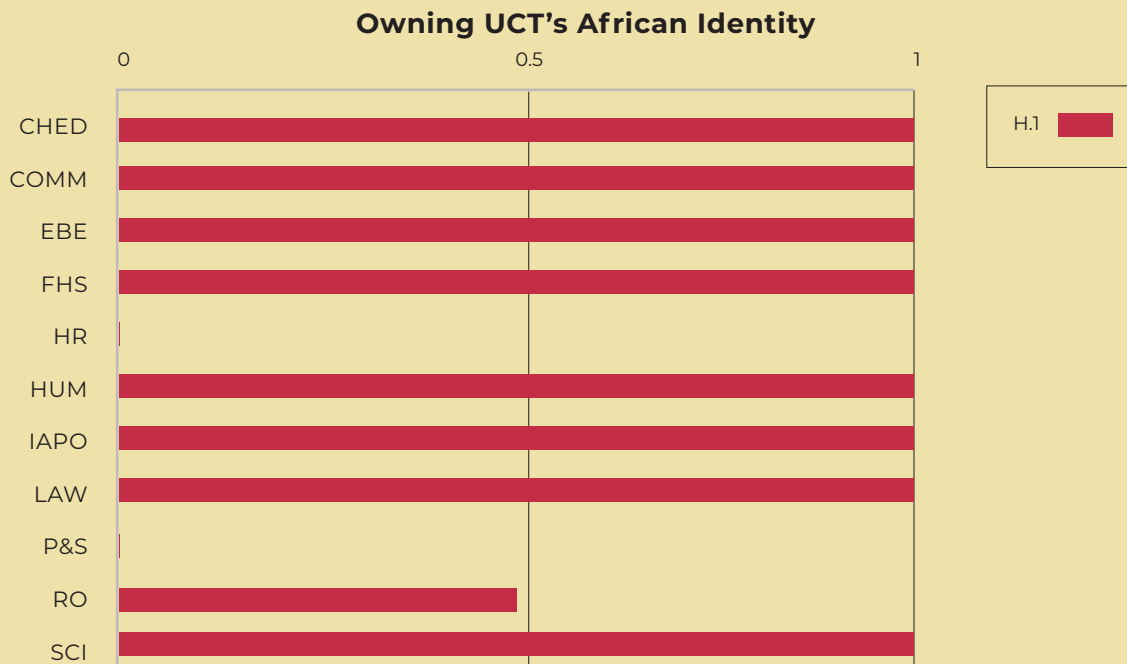 Owning UCT’s African Identity
0 0.5 1
H.1
CHED
COMM
EBE
FHS
HR
HUM
IAPO
LAW
P&S
RO
SCI